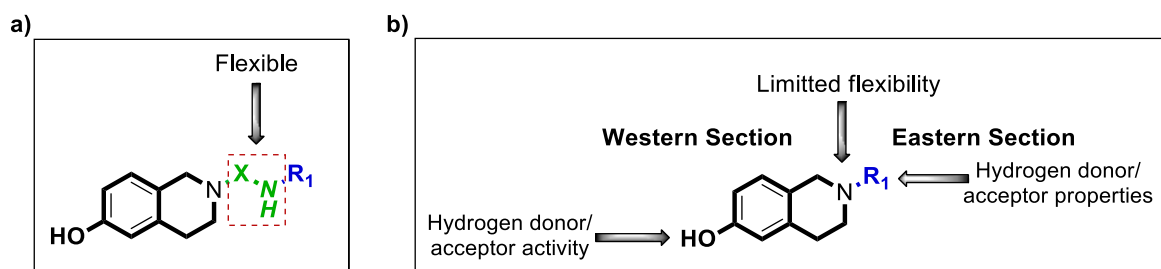 a)
Flexible
X
N
N
H
R1
HO
b)
Limitted flexibility
Western Section
Eastern Section
Hydrogen donor/
acceptor activity
HO
N
R1
Hydrogen donor/
acceptor properties